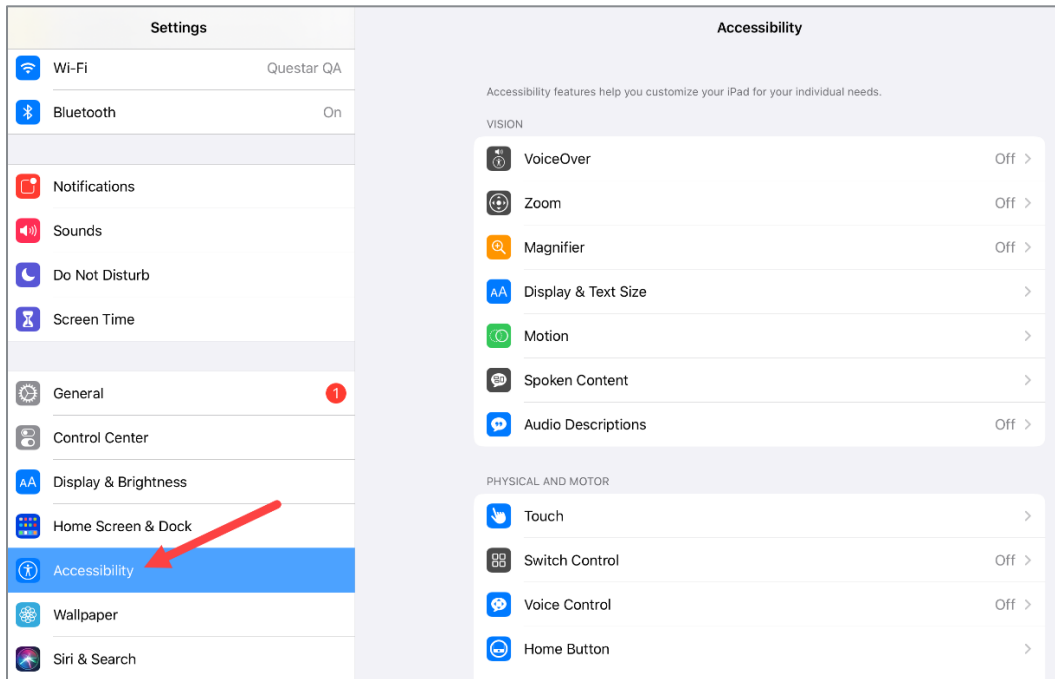 Settings
Wi-Fi Questar QA
Bluetooth On
Notifications
Sounds
Do Not Disturb
Screen Time
General 1
Control Center
AA Display & Brightness
Home Screen & Dock
Accessibility
Wallpaper
Siri & Search
Accessibility
Accessibility features help you customize your iPad for your individual needs.
VISION
VoiceOver Off
Zoom Off
Magnifier Off
AA Display & Text Size
Motion
Spoken Content
Audio Descriptions Off
PHYSICAL AND MOTOR
Touch
Switch Control Off
Voice Control Off
Home Button